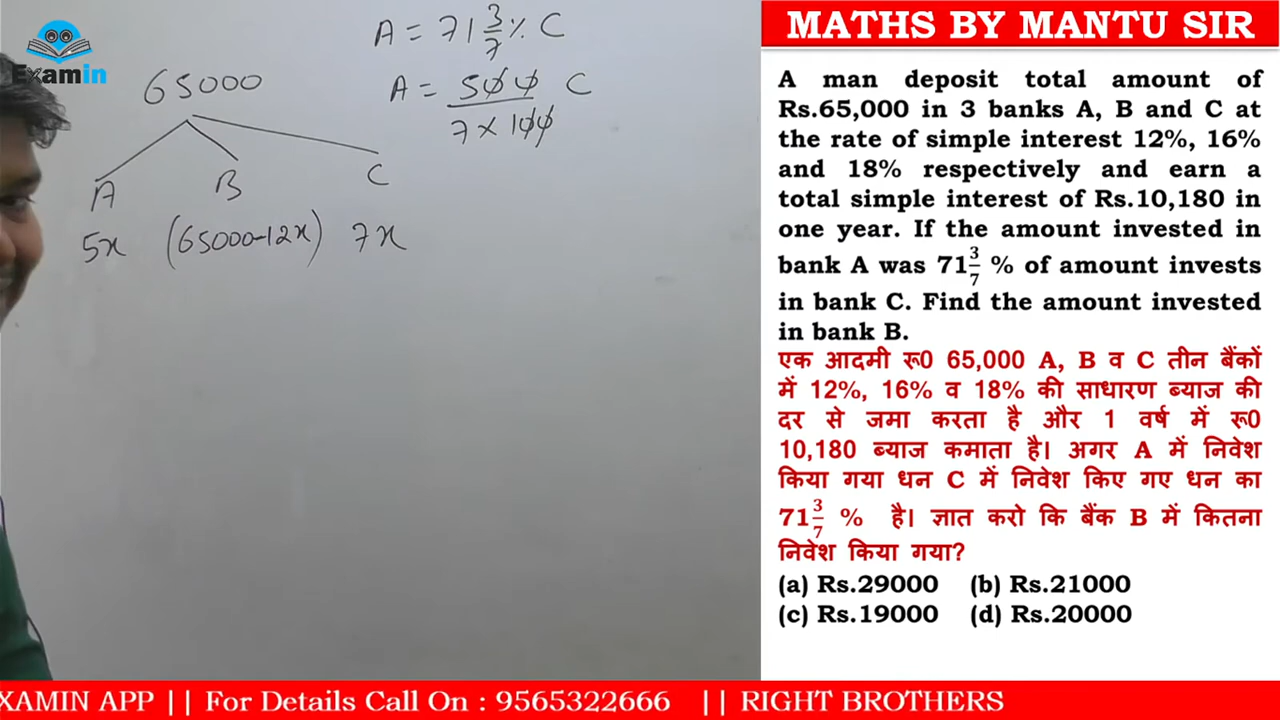 Examin
65000
A = 71 3/7 % C
A = 500/7 × 100 C
A B C
5x (65000-12x) 7x
MATHS BY MANTU SIR
A man deposit total amount of
Rs.65,000 in 3 banks A, B and C at
the rate of simple interest 12%, 16%
and 18% respectively and earn a
total simple interest of Rs.10,180 in
one year. If the amount invested in
bank A was 71 3/7 % of amount invests
in bank C. Find the amount invested
in bank B.
एक आदमी रू0 65,000 A, B व C तीन बैंकों
में 12%, 16% व 18% की साधारण ब्याज की
दर से जमा करता है और 1 वर्ष में रू0
10,180 ब्याज कमाता है। अगर A में निवेश
किया गया धन C में निवेश किए गए धन का
71 3/7 % है। ज्ञात करो कि बैंक B में कितना
निवेश किया गया?
(a) Rs.29000 (b) Rs.21000
(c) Rs.19000 (d) Rs.20000
XAMIN APP || For Details Call On : 9565322666 || RIGHT BROTHERS